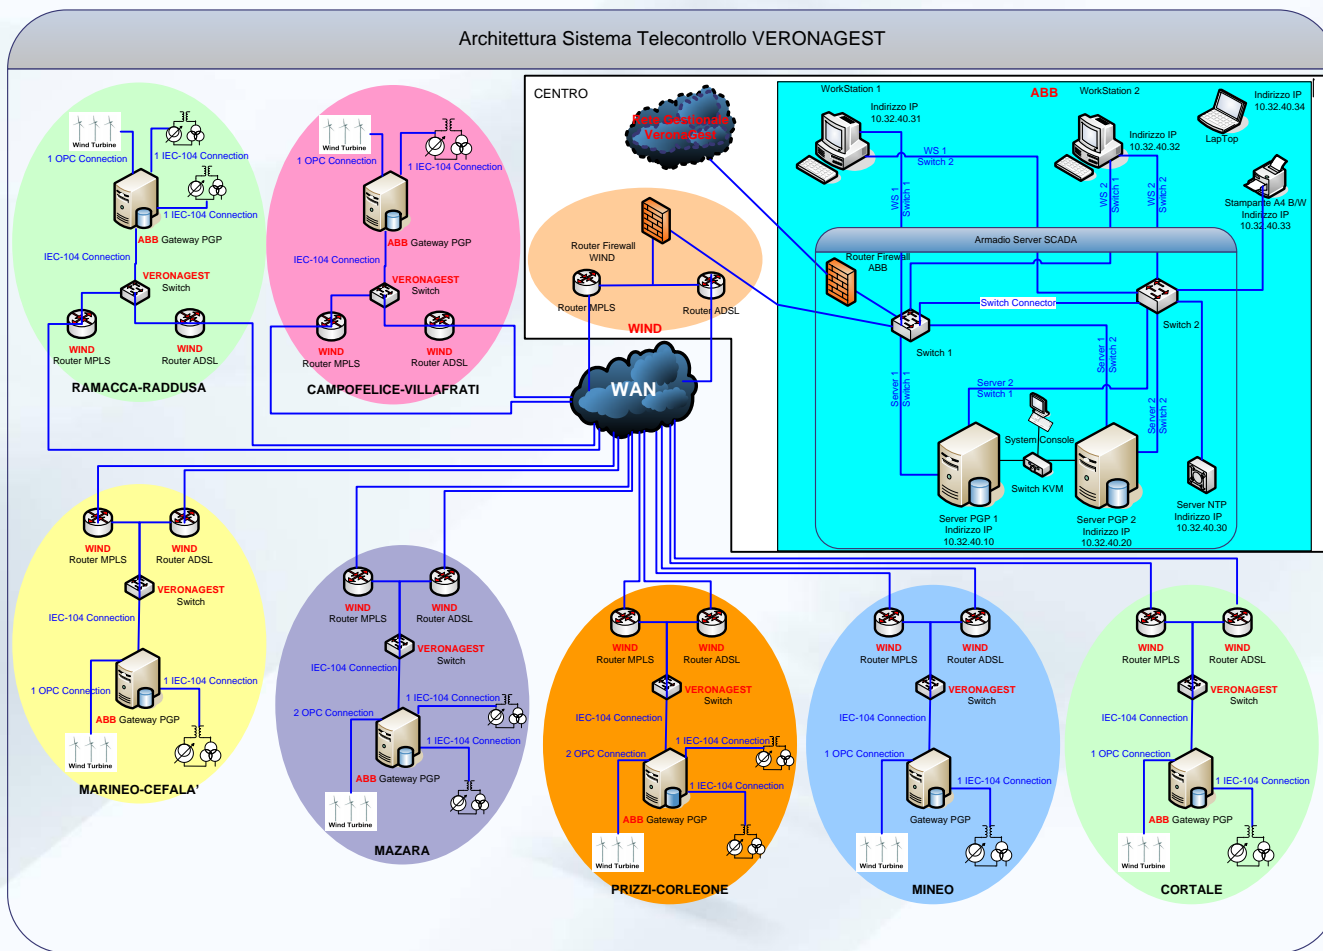 Architettura Sistema Telecontrollo VERONAGEST
Wind Turbine
1 OPC Connection
1 IEC-104 Connection
1 IEC-104 Connection
ABB Gateway PGP
IEC-104 Connection
VERONAGEST
Switch
WIND
Router MPLS
WIND
Router ADSL
RAMACCA-RADDUSA
Wind Turbine
1 OPC Connection
1 IEC-104 Connection
ABB Gateway PGP
IEC-104 Connection
VERONAGEST
Switch
WIND
Router MPLS
WIND
Router ADSL
CAMPOFELICE-VILLAFRATI
CENTRO
Rete Gestionale
VeronaGest
Router Firewall
WIND
Router MPLS
Router ADSL
WIND
WAN
ABB
WorkStation 1
Indirizzo IP
10.32.40.31
WorkStation 2
Indirizzo IP
10.32.40.32
Indirizzo IP
10.32.40.34
LapTop
Stampante A4 B/W
Indirizzo IP
10.32.40.33
WS 1
Switch 2
WS 1
Switch 1
WS 2
Switch 1
WS 2
Switch 2
Armadio Server SCADA
Router Firewall
ABB
Switch Connector
Switch 1
Switch 2
Server 1
Switch 1
Server 2
Switch 1
Server 1
Switch 2
Server 2
Switch 2
System Console
Switch KVM
Server PGP 1
Indirizzo IP
10.32.40.10
Server PGP 2
Indirizzo IP
10.32.40.20
Server NTP
Indirizzo IP
10.32.40.30
WIND
Router MPLS
WIND
Router ADSL
VERONAGEST
Switch
IEC-104 Connection
1 OPC Connection
1 IEC-104 Connection
ABB Gateway PGP
Wind Turbine
MARINEO-CEFALA'
WIND
Router MPLS
WIND
Router ADSL
VERONAGEST
Switch
IEC-104 Connection
1 IEC-104 Connection
2 OPC Connection
1 IEC-104 Connection
ABB Gateway PGP
Wind Turbine
MAZARA
WIND
Router MPLS
WIND
Router ADSL
VERONAGEST
Switch
IEC-104 Connection
1 IEC-104 Connection
2 OPC Connection
1 IEC-104 Connection
ABB Gateway PGP
Wind Turbine
PRIZZI-CORLEONE
WIND
Router MPLS
WIND
Router ADSL
VERONAGEST
Switch
IEC-104 Connection
1 OPC Connection
1 IEC-104 Connection
Gateway PGP
Wind Turbine
MINEO
WIND
Router MPLS
WIND
Router ADSL
VERONAGEST
Switch
IEC-104 Connection
1 OPC Connection
1 IEC-104 Connection
ABB Gateway PGP
Wind Turbine
CORTALE